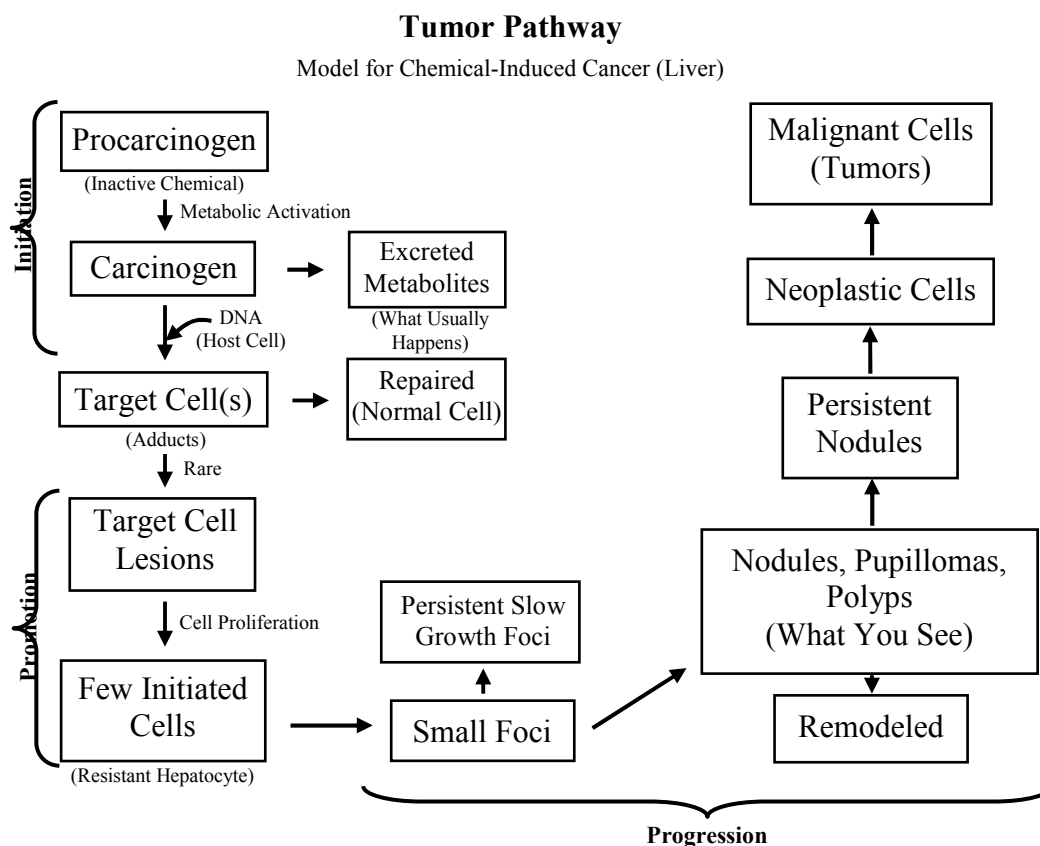 Tumor Pathway
Model for Chemical-Induced Cancer (Liver)
Initiation
Procarcinogen
(Inactive Chemical)
Metabolic Activation
Carcinogen
Excreted
Metabolites
(What Usually
Happens)
DNA
(Host Cell)
Target Cell(s)
(Adducts)
Repaired
(Normal Cell)
Rare
Promotion
Target Cell
Lesions
Cell Proliferation
Few Initiated
Cells
(Resistant Hepatocyte)
Persistent Slow
Growth Foci
Small Foci
Malignant Cells
(Tumors)
Neoplastic Cells
Persistent
Nodules
Nodules, Pupillomas,
Polyps
(What You See)
Remodeled
Progression